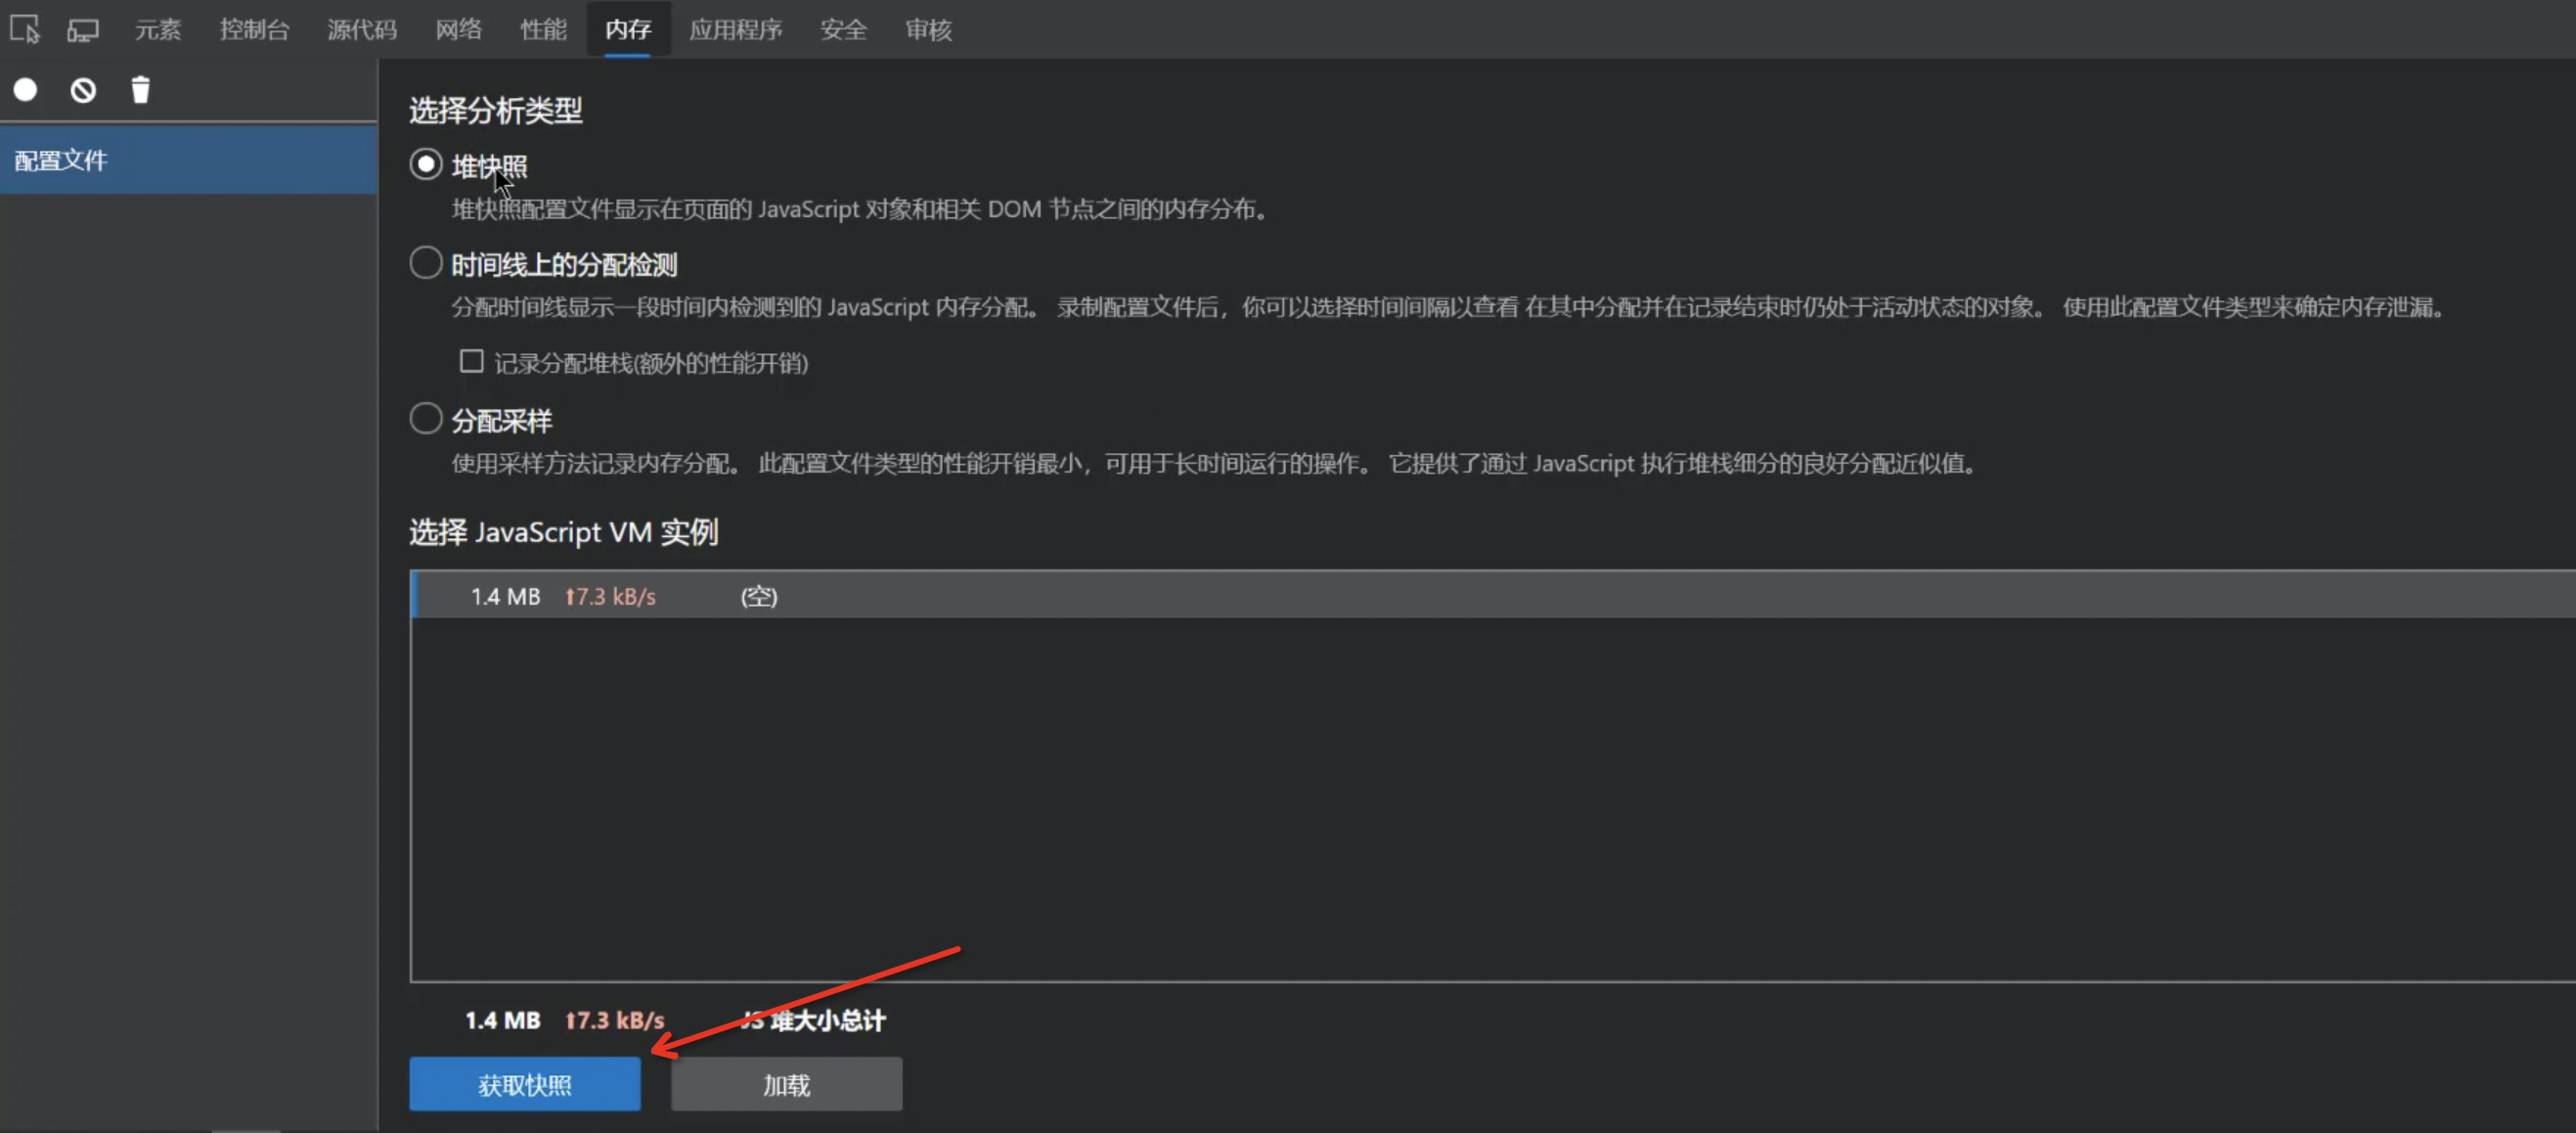 元素 控制台 源代码 网络 性能 内存 应用程序 安全 审核
配置文件
选择分析类型
堆快照
堆快照配置文件显示在页面的 JavaScript 对象和相关 DOM 节点之间的内存分布。
时间线上的分配检测
分配时间线显示一段时间内检测到的 JavaScript 内存分配。 录制配置文件后，你可以选择时间间隔以查看 在其中分配并在记录结束时仍处于活动状态的对象。 使用此配置文件类型来确定内存泄漏。
记录分配堆栈(额外的性能开销)
分配采样
使用采样方法记录内存分配。 此配置文件类型的性能开销最小，可用于长时间运行的操作。 它提供了通过 JavaScript 执行堆栈细分的良好分配近似值。
选择 JavaScript VM 实例
1.4 MB ↑7.3 kB/s (空)
1.4 MB ↑7.3 kB/s JS 堆大小总计
获取快照 加载